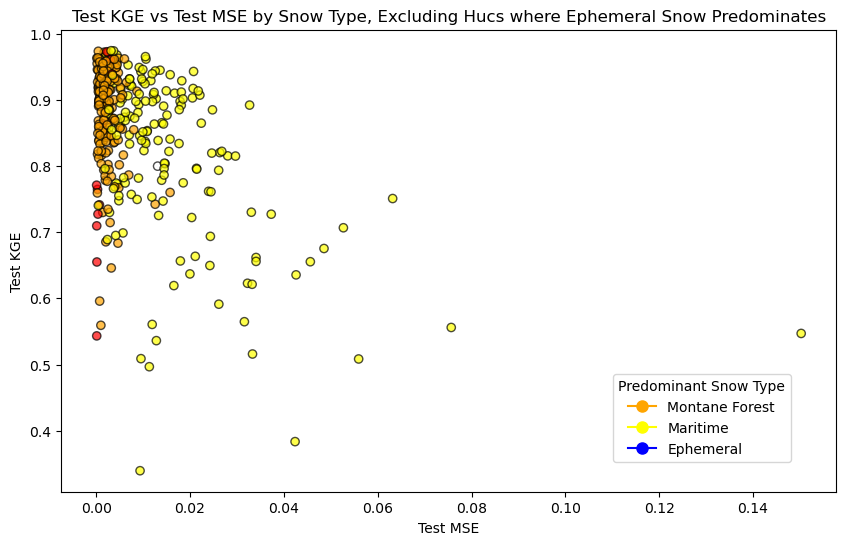 Test KGE vs Test MSE by Snow Type, Excluding Hucs where Ephemeral Snow Predominates
1.0
0.9
0.8
0.7
0.6
0.5
0.4
Test KGE
Predominant Snow Type
Montane Forest
Maritime
Ephemeral
0.00
0.02
0.04
0.06
0.08
0.10
0.12
0.14
Test MSE